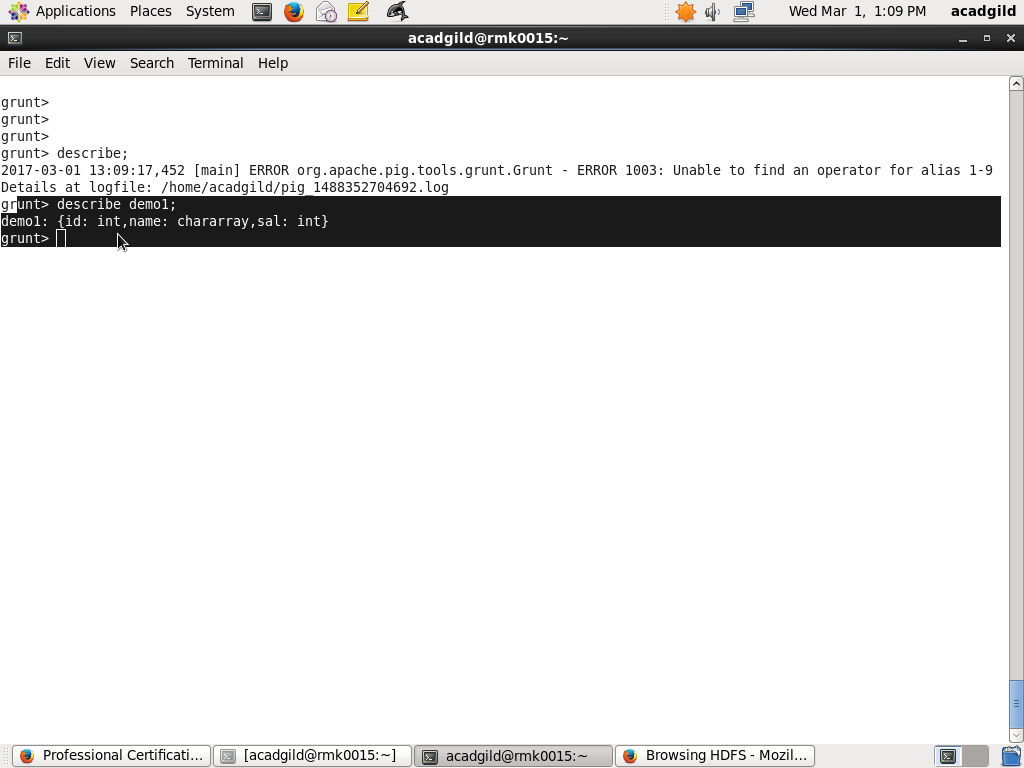 Applications Places System Wed Mar 1, 1:09 PM acadgild
acadgild@rmk0015:~
File Edit View Search Terminal Help
grunt>
grunt>
grunt>
grunt> describe;
2017-03-01 13:09:17,452 [main] ERROR org.apache.pig.tools.grunt.Grunt - ERROR 1003: Unable to find an operator for alias 1-9
Details at logfile: /home/acadgild/pig_1488352704692.log
grunt> describe demo1;
demo1: {id: int,name: chararray,sal: int}
grunt>
Professional Certificati... [acadgild@rmk0015:~] acadgild@rmk0015:~ Browsing HDFS - Mozil...